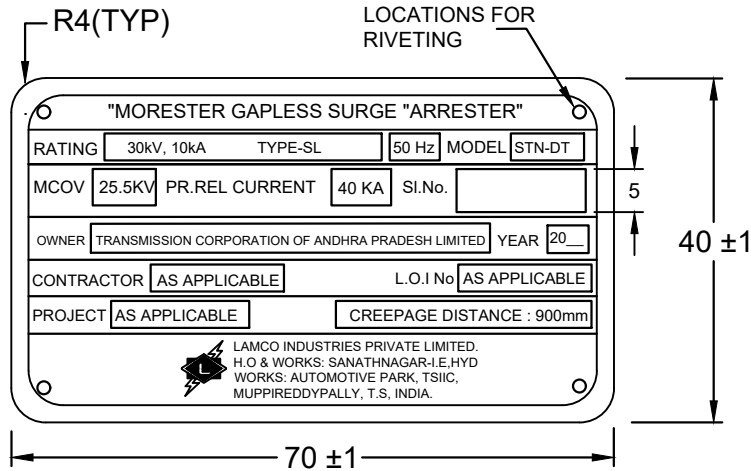 R4(TYP)
LOCATIONS FOR
RIVETING
"MORESTER GAPLESS SURGE "ARRESTER"
RATING 30kV, 10kA TYPE-SL 50 Hz MODEL STN-DT
MCOV 25.5KV PR.REL CURRENT 40 KA SI.No.
5
OWNER TRANSMISSION CORPORATION OF ANDHRA PRADESH LIMITED YEAR 20__
40 ±1
CONTRACTOR AS APPLICABLE L.O.I No AS APPLICABLE
PROJECT AS APPLICABLE CREEPAGE DISTANCE : 900mm
L
LAMCO INDUSTRIES PRIVATE LIMITED.
H.O & WORKS: SANATHNAGAR-I.E,HYD
WORKS: AUTOMOTIVE PARK, TSIIC,
MUPPIREDDYPALLY, T.S, INDIA.
70 ±1